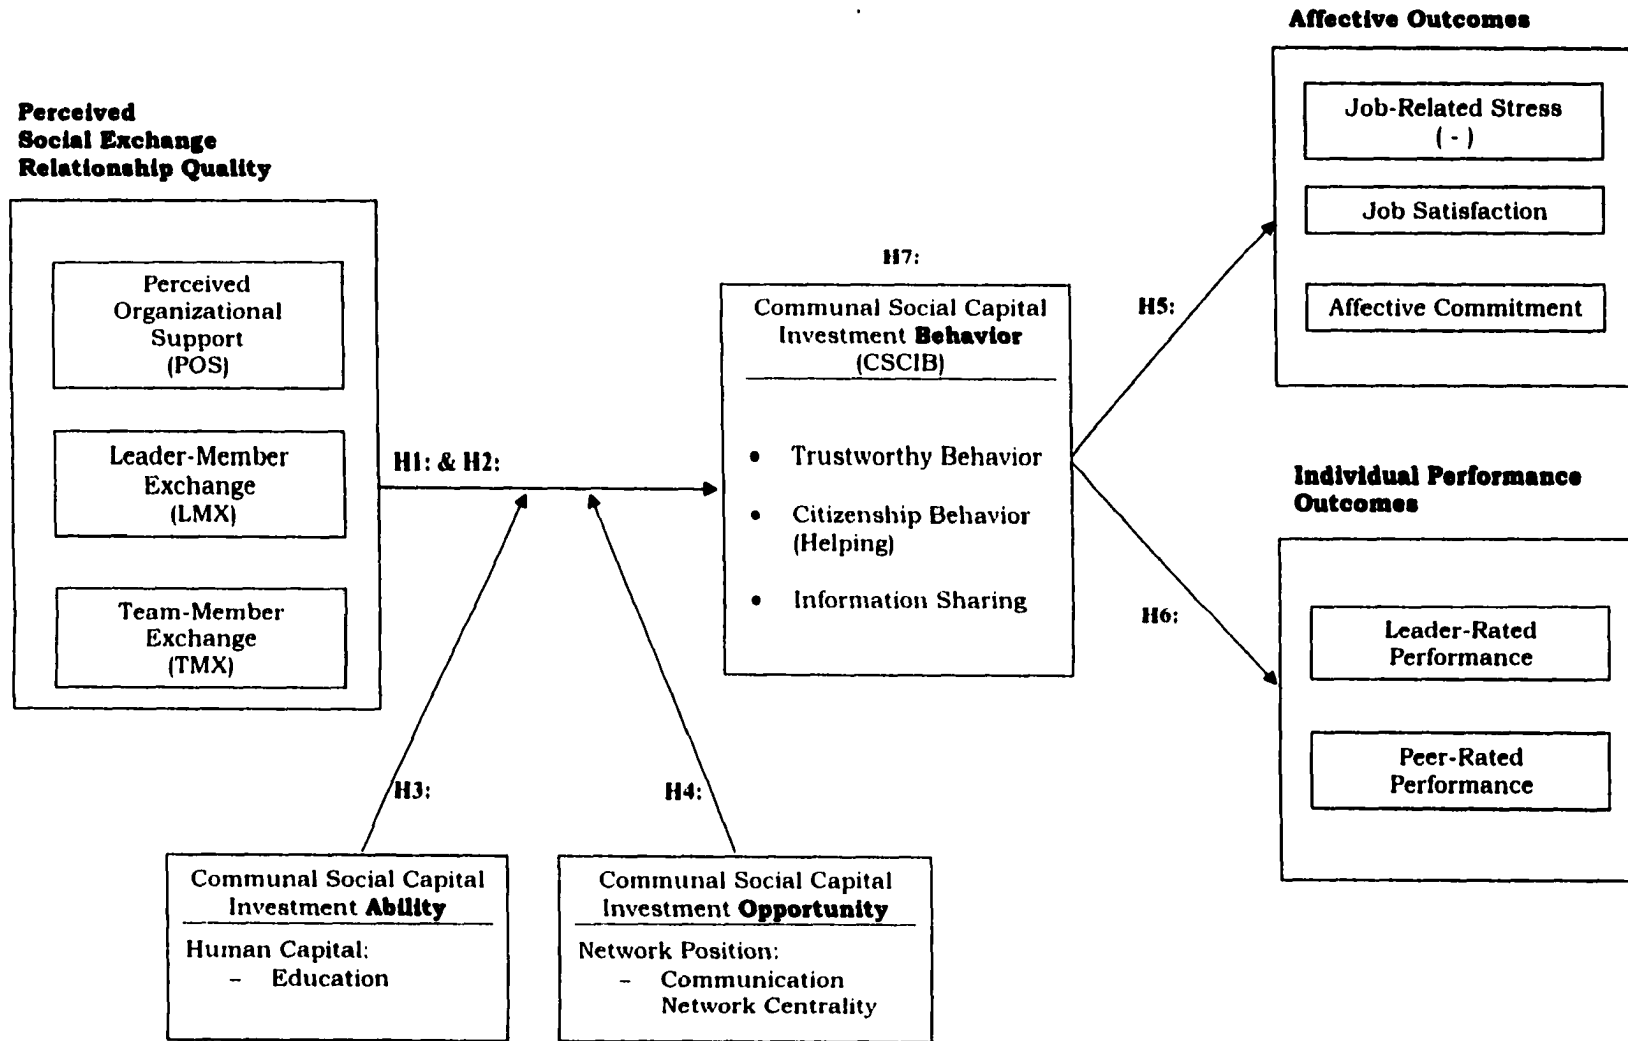 Perceived
Social Exchange
Relationship Quality
Perceived
Organizational
Support
(POS)
Leader-Member
Exchange
(LMX)
Team-Member
Exchange
(TMX)
H1: & H2:
H3:
H4:
Communal Social Capital
Investment Ability
Human Capital:
- Education
Communal Social Capital
Investment Opportunity
Network Position:
- Communication
Network Centrality
H7:
Communal Social Capital
Investment Behavior
(CSCIB)
• Trustworthy Behavior
• Citizenship Behavior
(Helping)
• Information Sharing
H5:
H6:
Affective Outcomes
Job-Related Stress
( - )
Job Satisfaction
Affective Commitment
Individual Performance
Outcomes
Leader-Rated
Performance
Peer-Rated
Performance